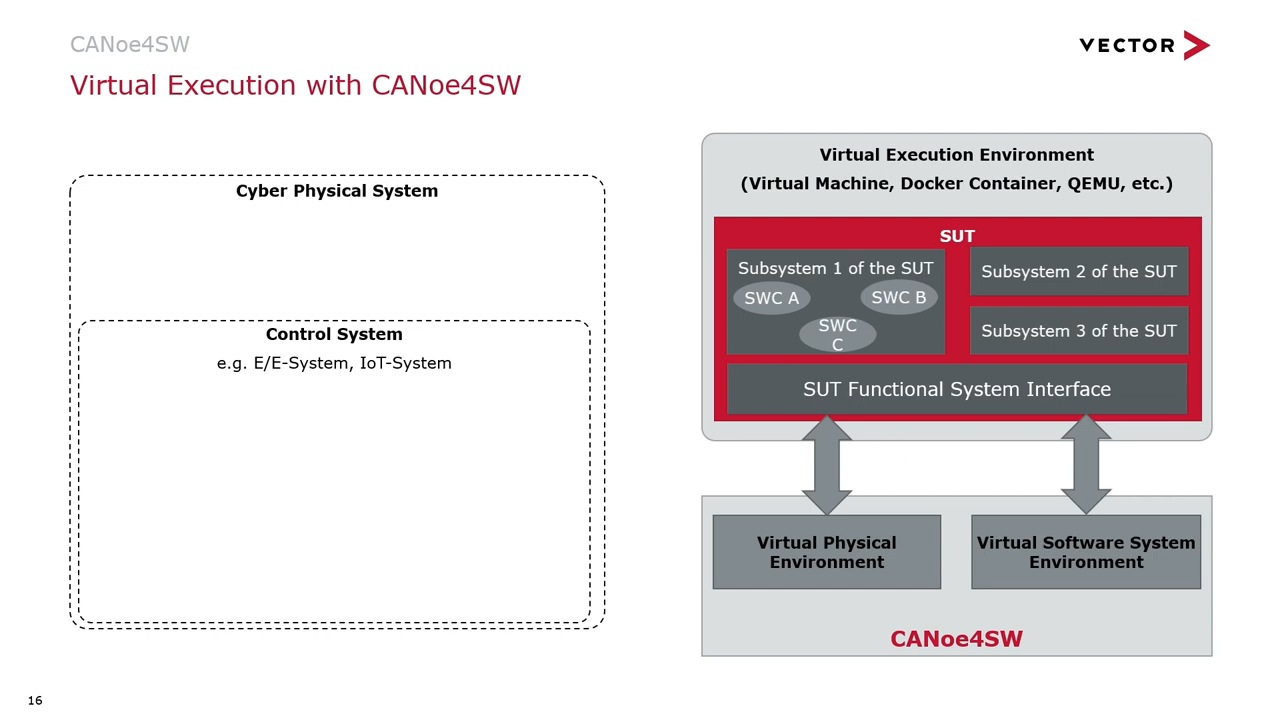 CANoe4SW
VECTOR
Virtual Execution with CANoe4SW
Cyber Physical System
Control System
e.g. E/E-System, IoT-System
Virtual Execution Environment
(Virtual Machine, Docker Container, QEMU, etc.)
SUT
Subsystem 1 of the SUT
SWC A
SWC B
SWC
C
Subsystem 2 of the SUT
Subsystem 3 of the SUT
SUT Functional System Interface
Virtual Physical
Environment
Virtual Software System
Environment
CANoe4SW
16